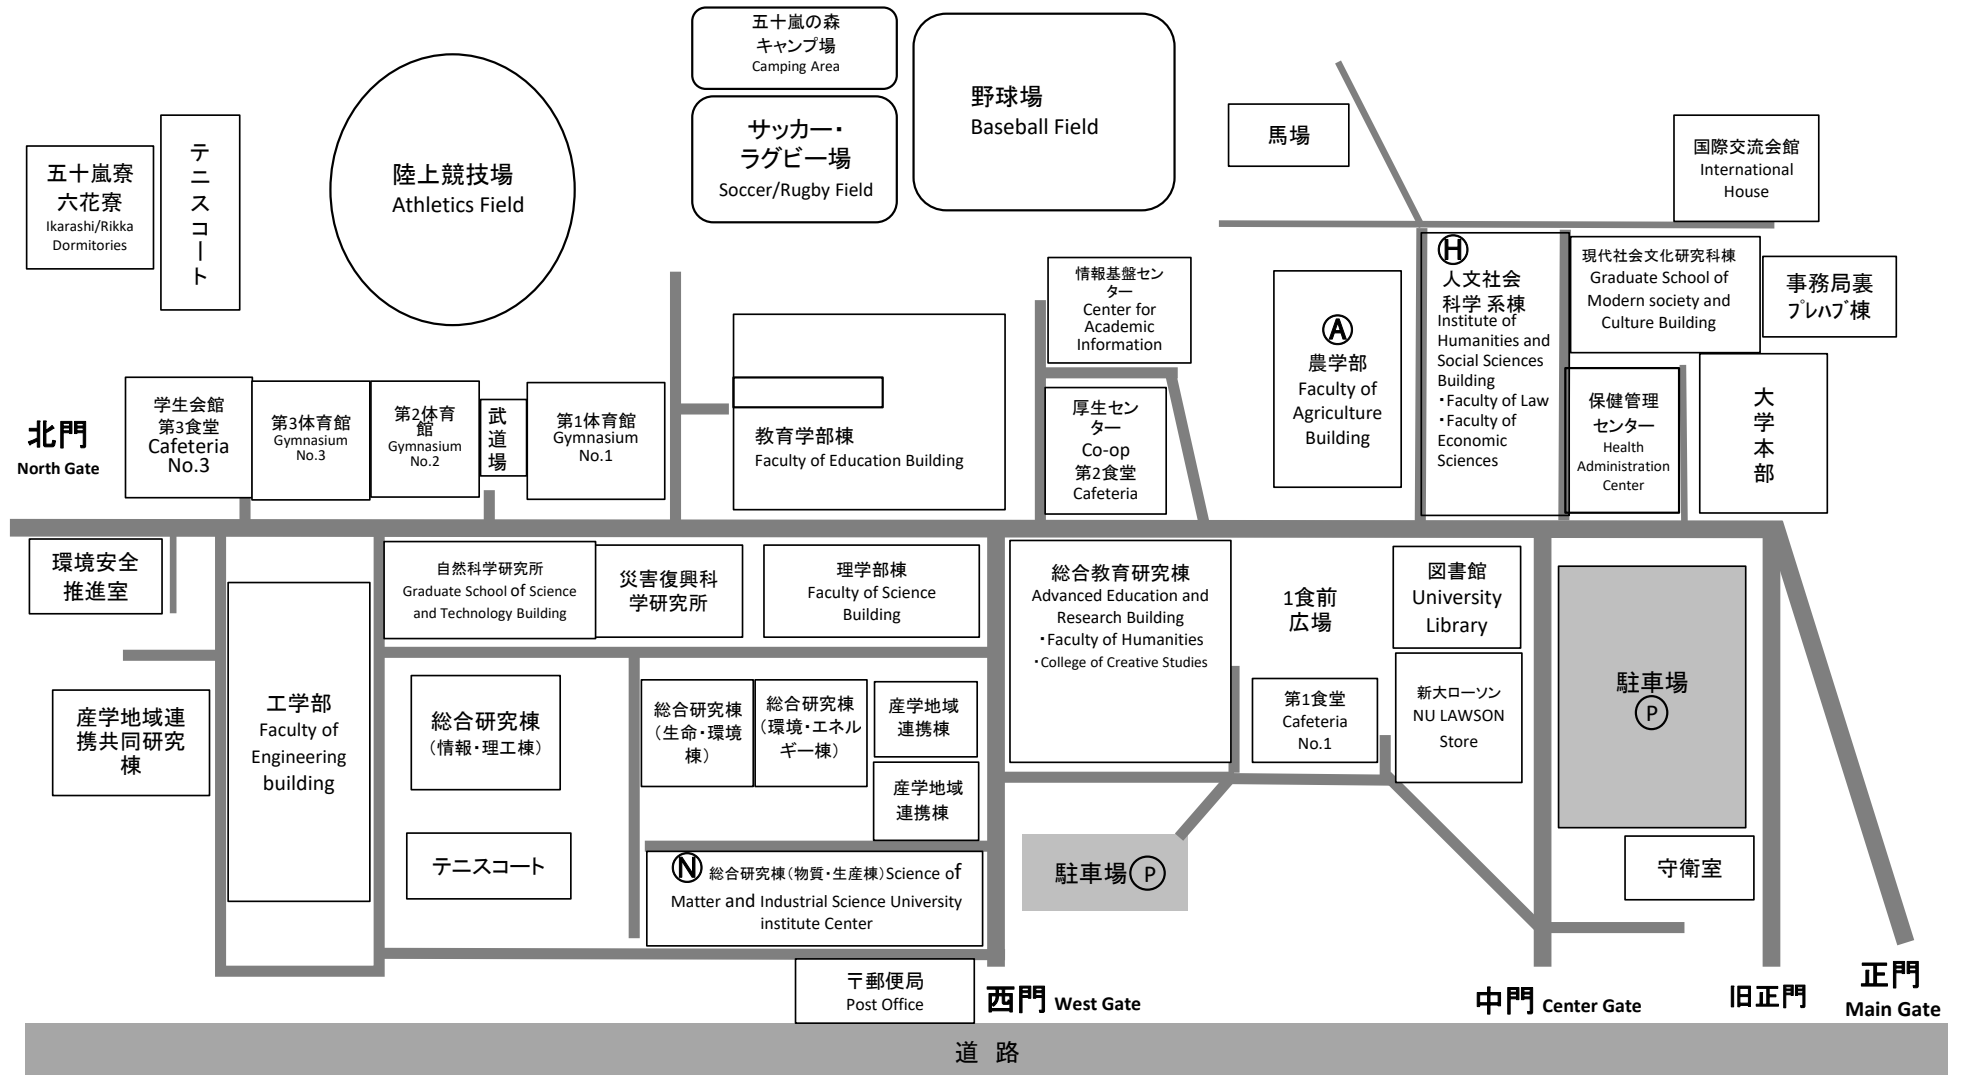 五十嵐の森
キャンプ場
Camping Area
サッカー・
ラグビー場
Soccer/Rugby Field
野球場
Baseball Field
馬場
国際交流会館
International
House
五十嵐寮
六花寮
Ikarashi/Rikka
Dormitories
テニスコート
陸上競技場
Athletics Field
情報基盤セン
ター
Center for
Academic
Information
Ⓐ
農学部
Faculty of
Agriculture
Building
Ⓗ
人文社会
科学 系棟
Institute of
Humanities and
Social Sciences
Building
・Faculty of Law
・Faculty of
Economic
Sciences
現代社会文化研究科棟
Graduate School of
Modern society and
Culture Building
事務局裏
プレハブ棟
北門
North Gate
学生会館
第3食堂
Cafeteria
No.3
第3体育館
Gymnasium
No.3
第2体育
館
Gymnasium
No.2
武道場
第1体育館
Gymnasium
No.1
教育学部棟
Faculty of Education Building
厚生セン
ター
Co-op
第2食堂
Cafeteria
保健管理
センター
Health
Administration
Center
大学本部
環境安全
推進室
自然科学研究所
Graduate School of Science
and Technology Building
災害復興科
学研究所
理学部棟
Faculty of Science
Building
総合教育研究棟
Advanced Education and
Research Building
・Faculty of Humanities
・College of Creative Studies
1食前
広場
図書館
University
Library
産学地域連
携共同研究
棟
工学部
Faculty of
Engineering
building
総合研究棟
（情報・理工棟）
総合研究棟
（生命・環境
棟）
総合研究棟
（環境・エネル
ギー棟）
産学地域
連携棟
産学地域
連携棟
第1食堂
Cafeteria
No.1
新大ローソン
NU LAWSON
Store
駐車場
Ⓟ
テニスコート
Ⓝ 総合研究棟（物質・生産棟）Science of
Matter and Industrial Science University
institute Center
駐車場Ⓟ
守衛室
〒郵便局
Post Office
西門 West Gate
中門 Center Gate
旧正門
正門
Main Gate
道 路